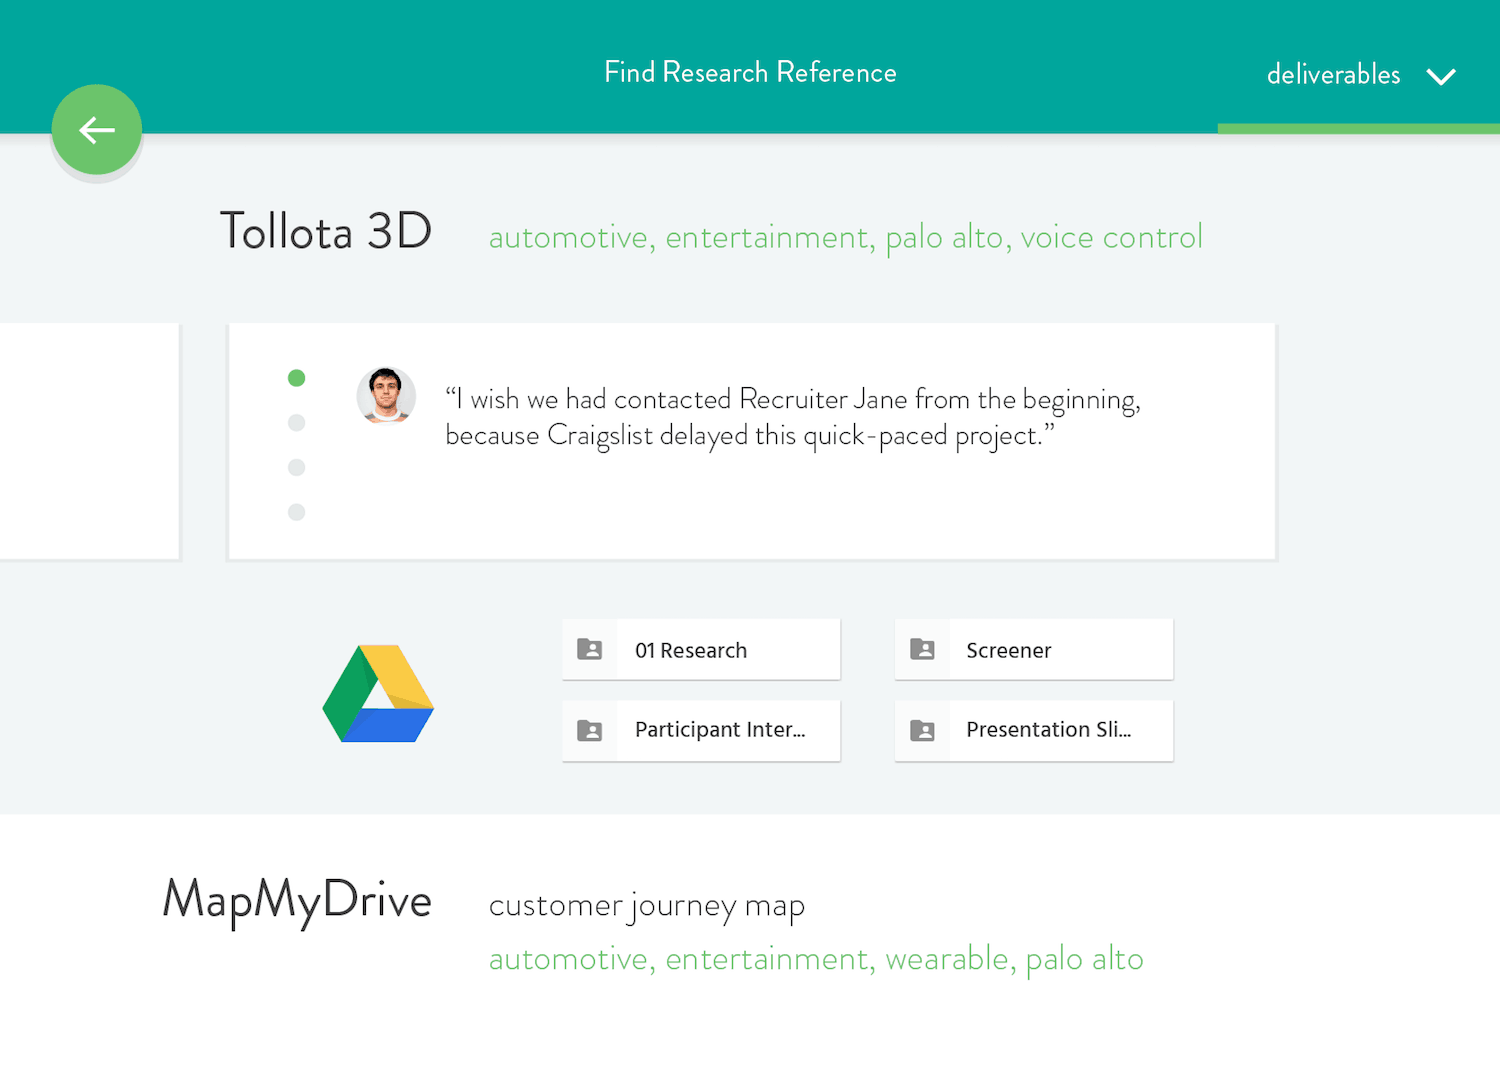 Find Research Reference
deliverables
Tollota 3D
automotive, entertainment, palo alto, voice control
“I wish we had contacted Recruiter Jane from the beginning,
because Craigslist delayed this quick-paced project.”
01 Research
Screener
Participant Inter...
Presentation Sli...
MapMyDrive
customer journey map
automotive, entertainment, wearable, palo alto